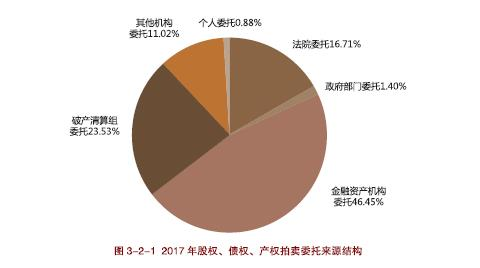 其他机构
委托11.02%
个人委托0.88%
法院委托16.71%
政府部门委托1.40%
破产清算组
委托23.53%
金融资产机构
委托46.45%
图 3-2-1 2017 年股权、债权、产权拍卖委托来源结构